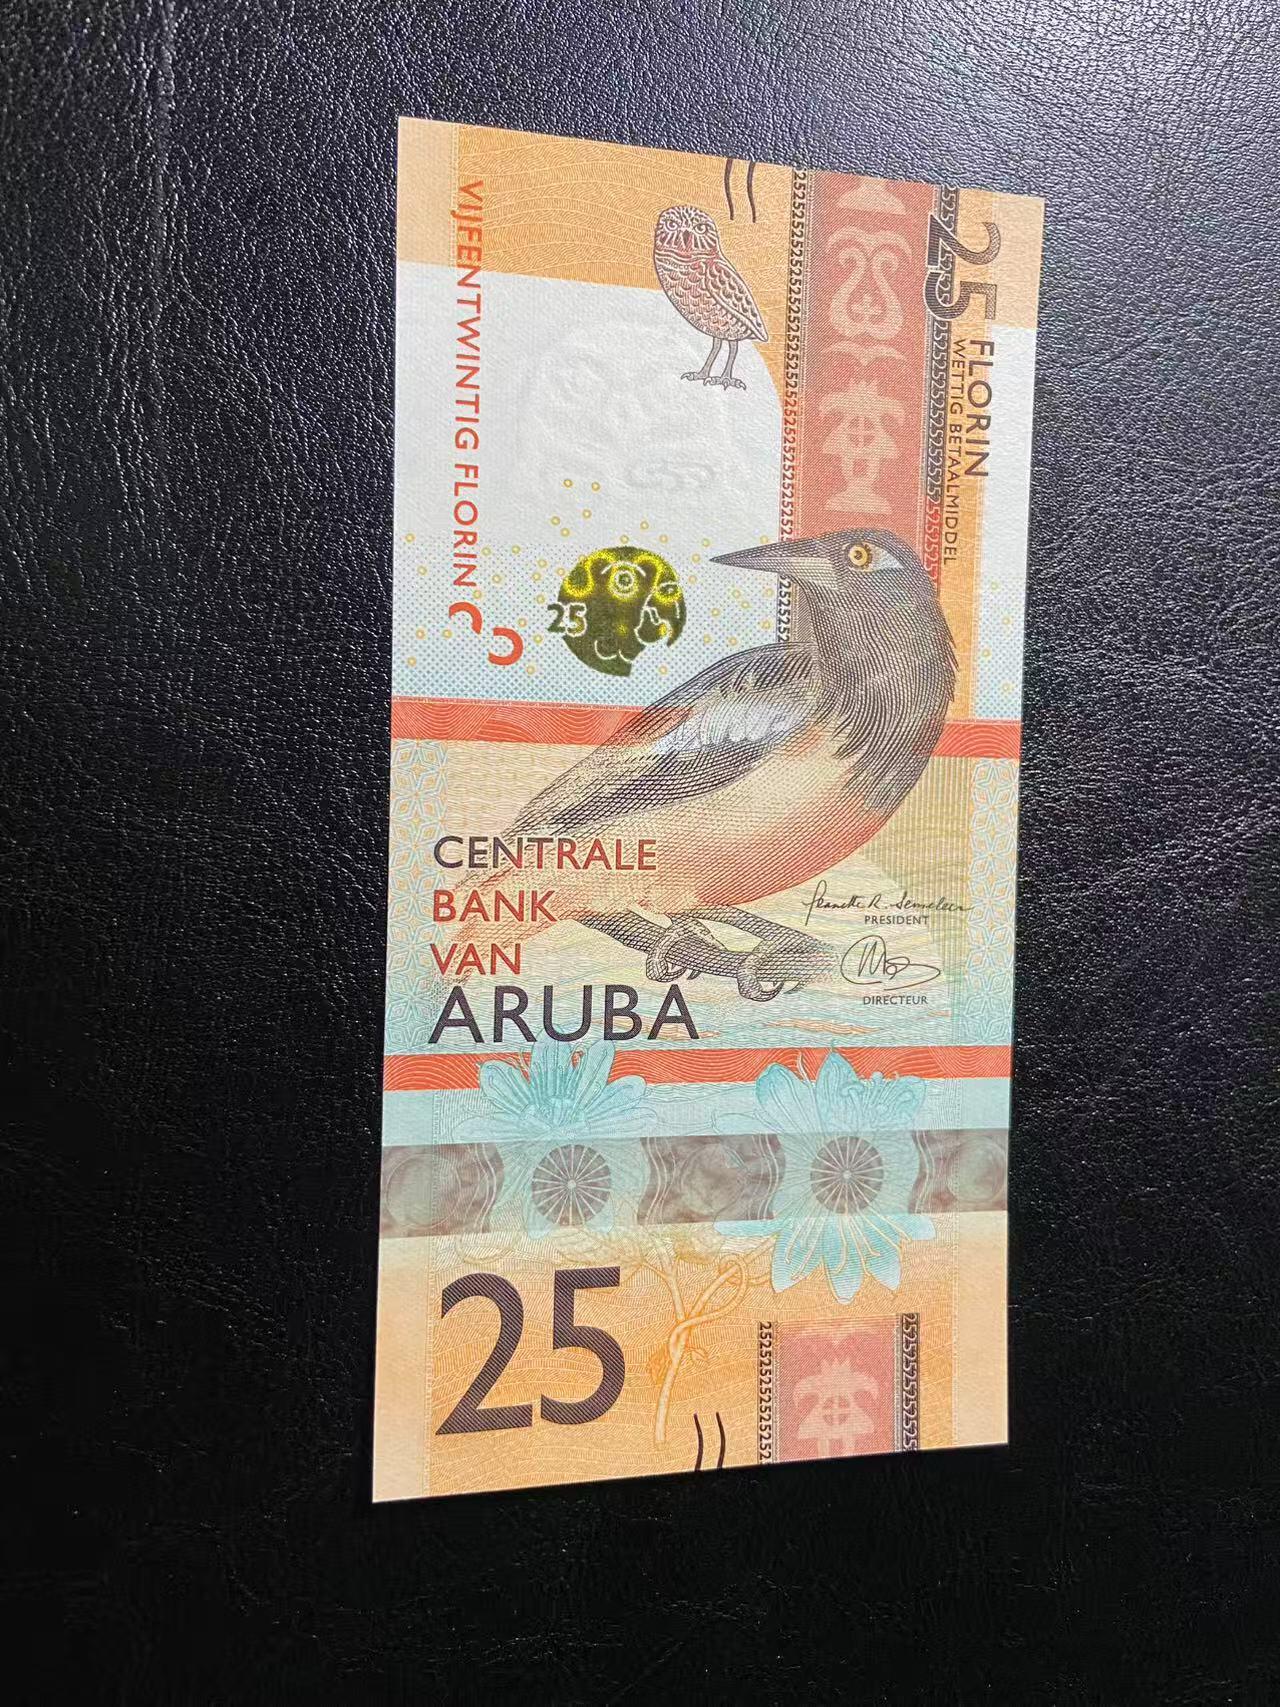 VIJFENTWINTIG FLORIN
25
FLORIN
WETTIG BETAALMIDDEL
25
CENTRALE
BANK
VAN
ARUBA
PRESIDENT
DIRECTEUR
25